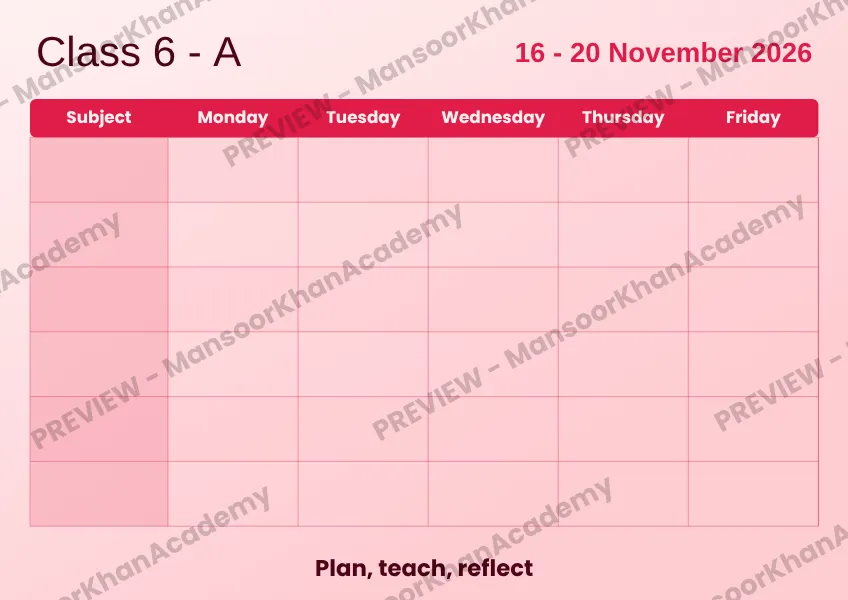 Class 6 - A
16 - 20 November 2026
Subject Monday Tuesday Wednesday Thursday Friday
Plan, teach, reflect
PREVIEW – MansoorKhanAcademy